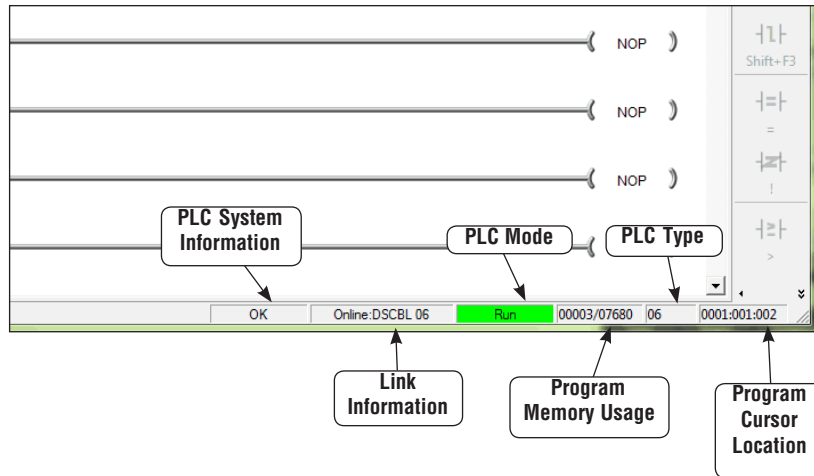 NOP
Shift+F3
NOP
=
NOP
!
PLC System
Information
PLC Mode
PLC Type
>
OK
Online:DSCBL 06
Run
00003/07680
06
0001:001:002
Link
Information
Program
Memory Usage
Program
Cursor
Location